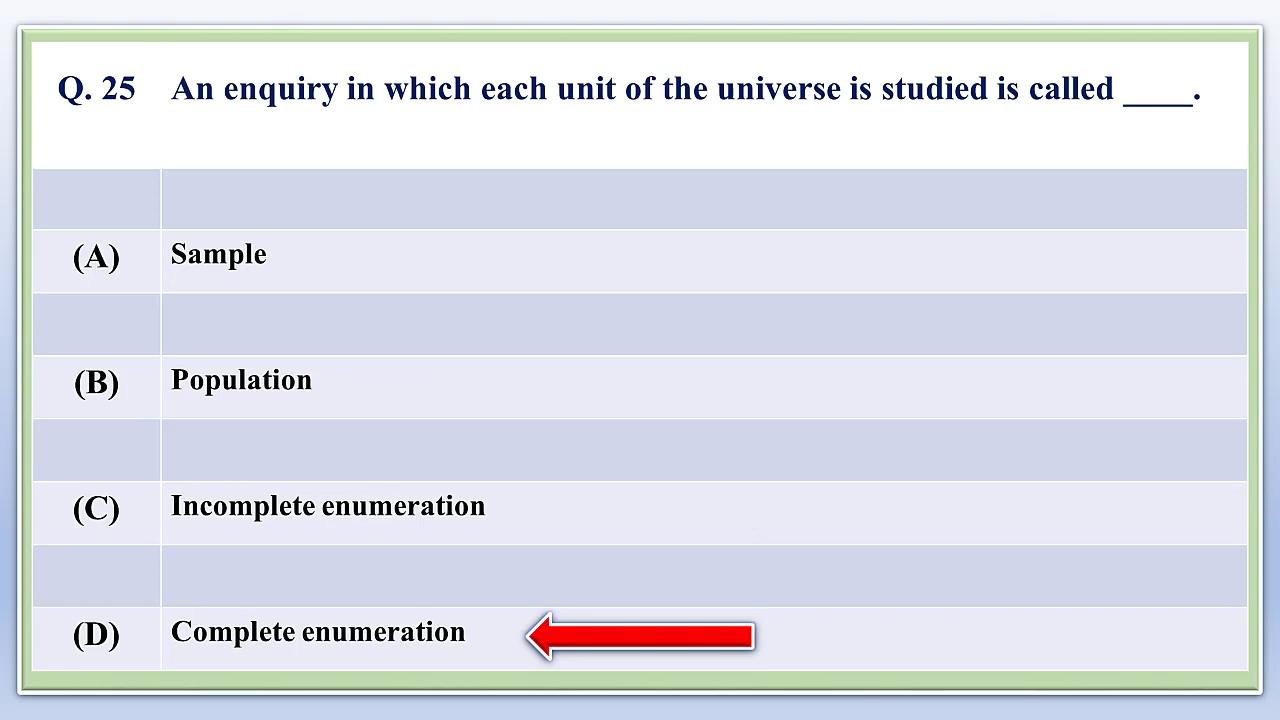 Q. 25 An enquiry in which each unit of the universe is studied is called ____.
(A) Sample
(B) Population
(C) Incomplete enumeration
(D) Complete enumeration